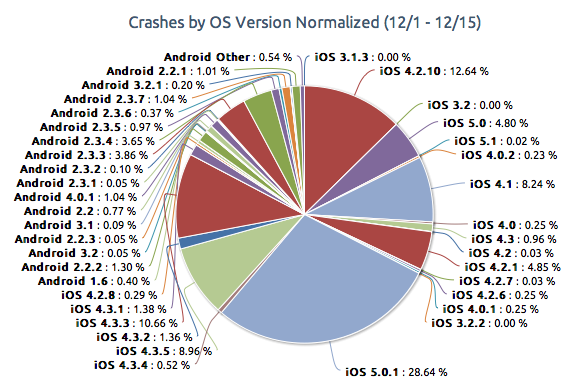 Crashes by OS Version Normalized (12/1 - 12/15)
Android Other : 0.54 %
Android 2.2.1 : 1.01 %
Android 3.2.1 : 0.20 %
Android 2.3.7 : 1.04 %
Android 2.3.6 : 0.37 %
Android 2.3.5 : 0.97 %
Android 2.3.4 : 3.65 %
Android 2.3.3 : 3.86 %
Android 2.3.2 : 0.10 %
Android 2.3.1 : 0.05 %
Android 4.0.1 : 1.04 %
Android 2.2 : 0.77 %
Android 3.1 : 0.09 %
Android 2.2.3 : 0.05 %
Android 3.2 : 0.05 %
Android 2.2.2 : 1.30 %
Android 1.6 : 0.40 %
iOS 4.2.8 : 0.29 %
iOS 4.3.1 : 1.38 %
iOS 4.3.3 : 10.66 %
iOS 4.3.2 : 1.36 %
iOS 4.3.5 : 8.96 %
iOS 4.3.4 : 0.52 %
iOS 3.1.3 : 0.00 %
iOS 4.2.10 : 12.64 %
iOS 3.2 : 0.00 %
iOS 5.0 : 4.80 %
iOS 5.1 : 0.02 %
iOS 4.0.2 : 0.23 %
iOS 4.1 : 8.24 %
iOS 4.0 : 0.25 %
iOS 4.3 : 0.96 %
iOS 4.2 : 0.03 %
iOS 4.2.1 : 4.85 %
iOS 4.2.7 : 0.03 %
iOS 4.2.6 : 0.25 %
iOS 4.0.1 : 0.25 %
iOS 3.2.2 : 0.00 %
iOS 5.0.1 : 28.64 %